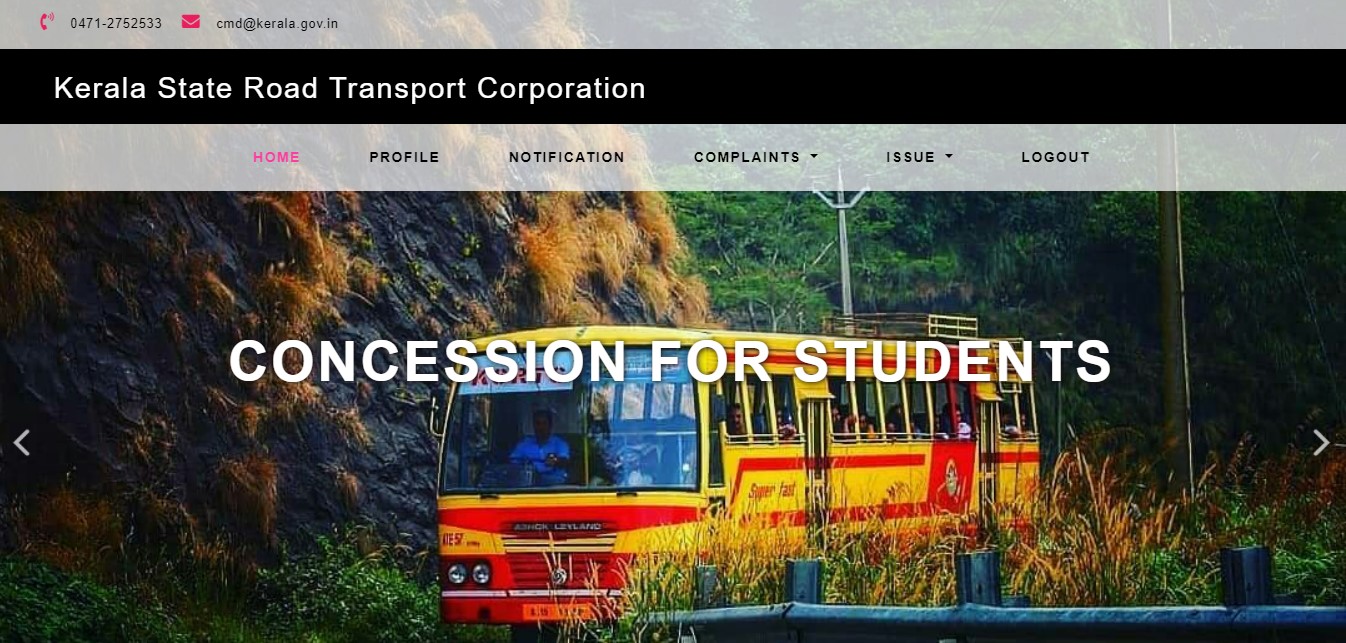 0471-2752533 cmd@kerala.gov.in
Kerala State Road Transport Corporation
HOME PROFILE NOTIFICATION COMPLAINTS ISSUE LOGOUT
CONCESSION FOR STUDENTS
Super fast
ASHOK LEYLAND